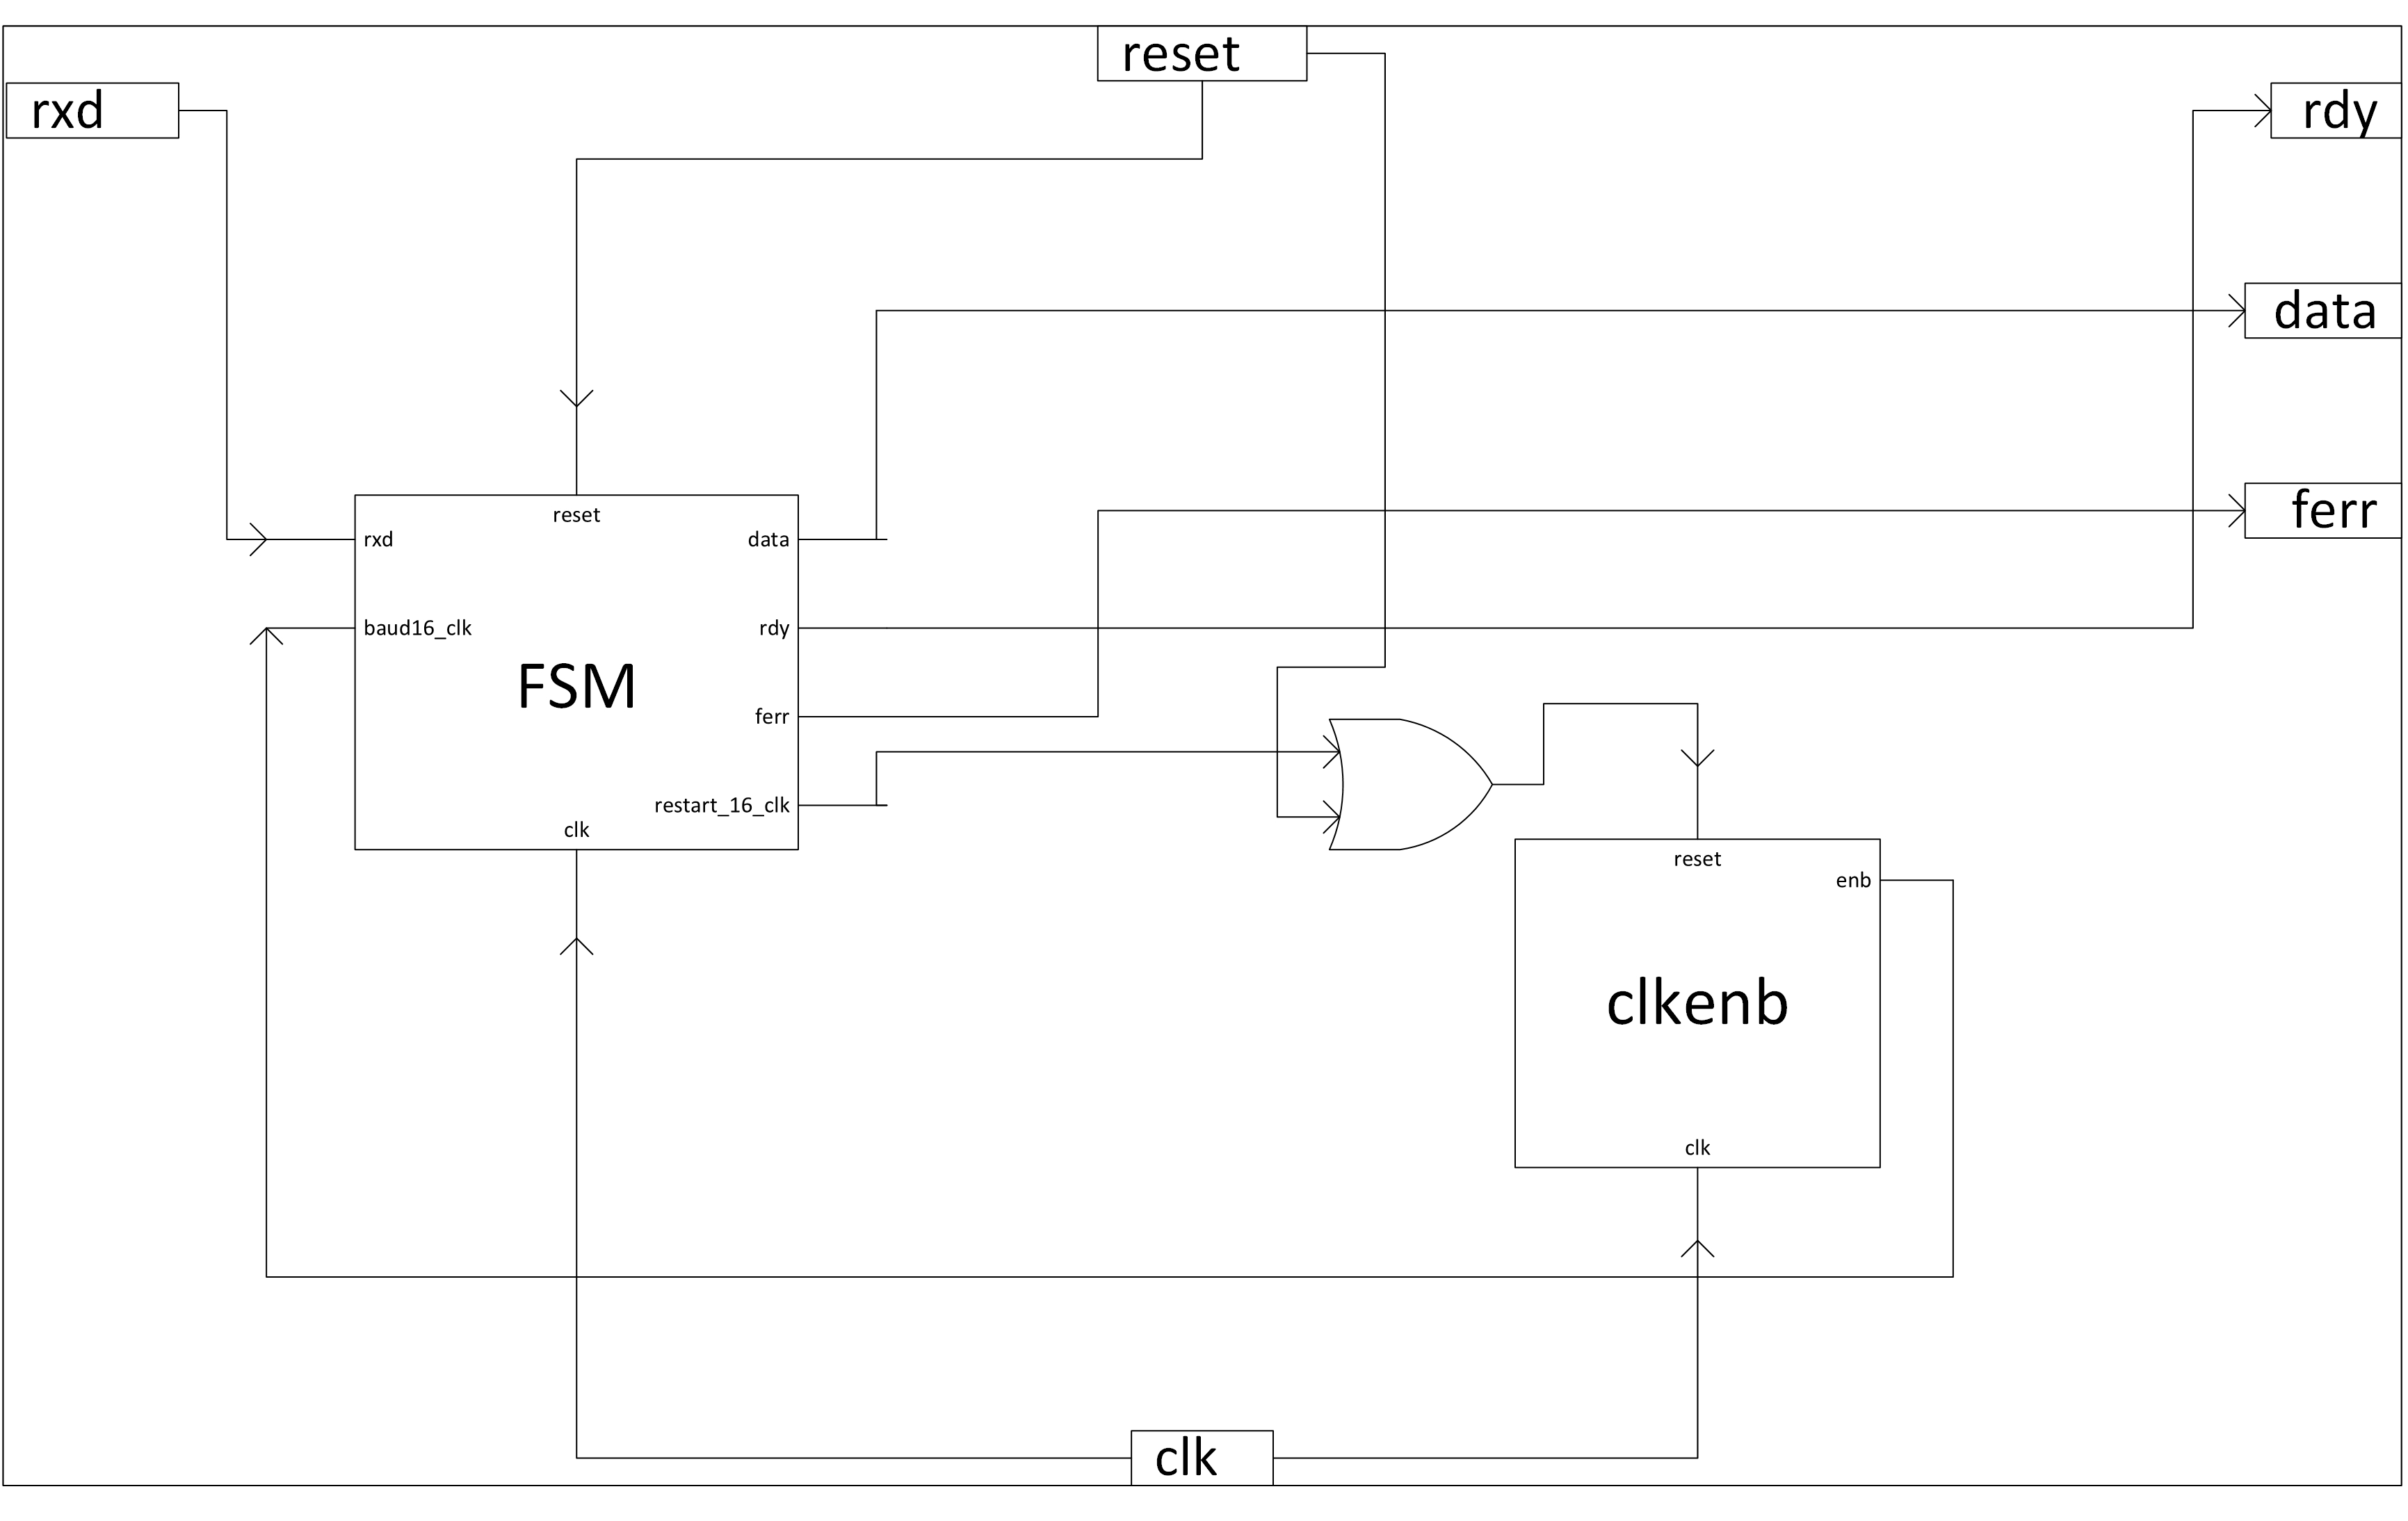 reset
rxd
rdy
data
ferr
reset
rxd
data
baud16_clk
rdy
FSM
ferr
restart_16_clk
clk
reset
enb
clkenb
clk
clk